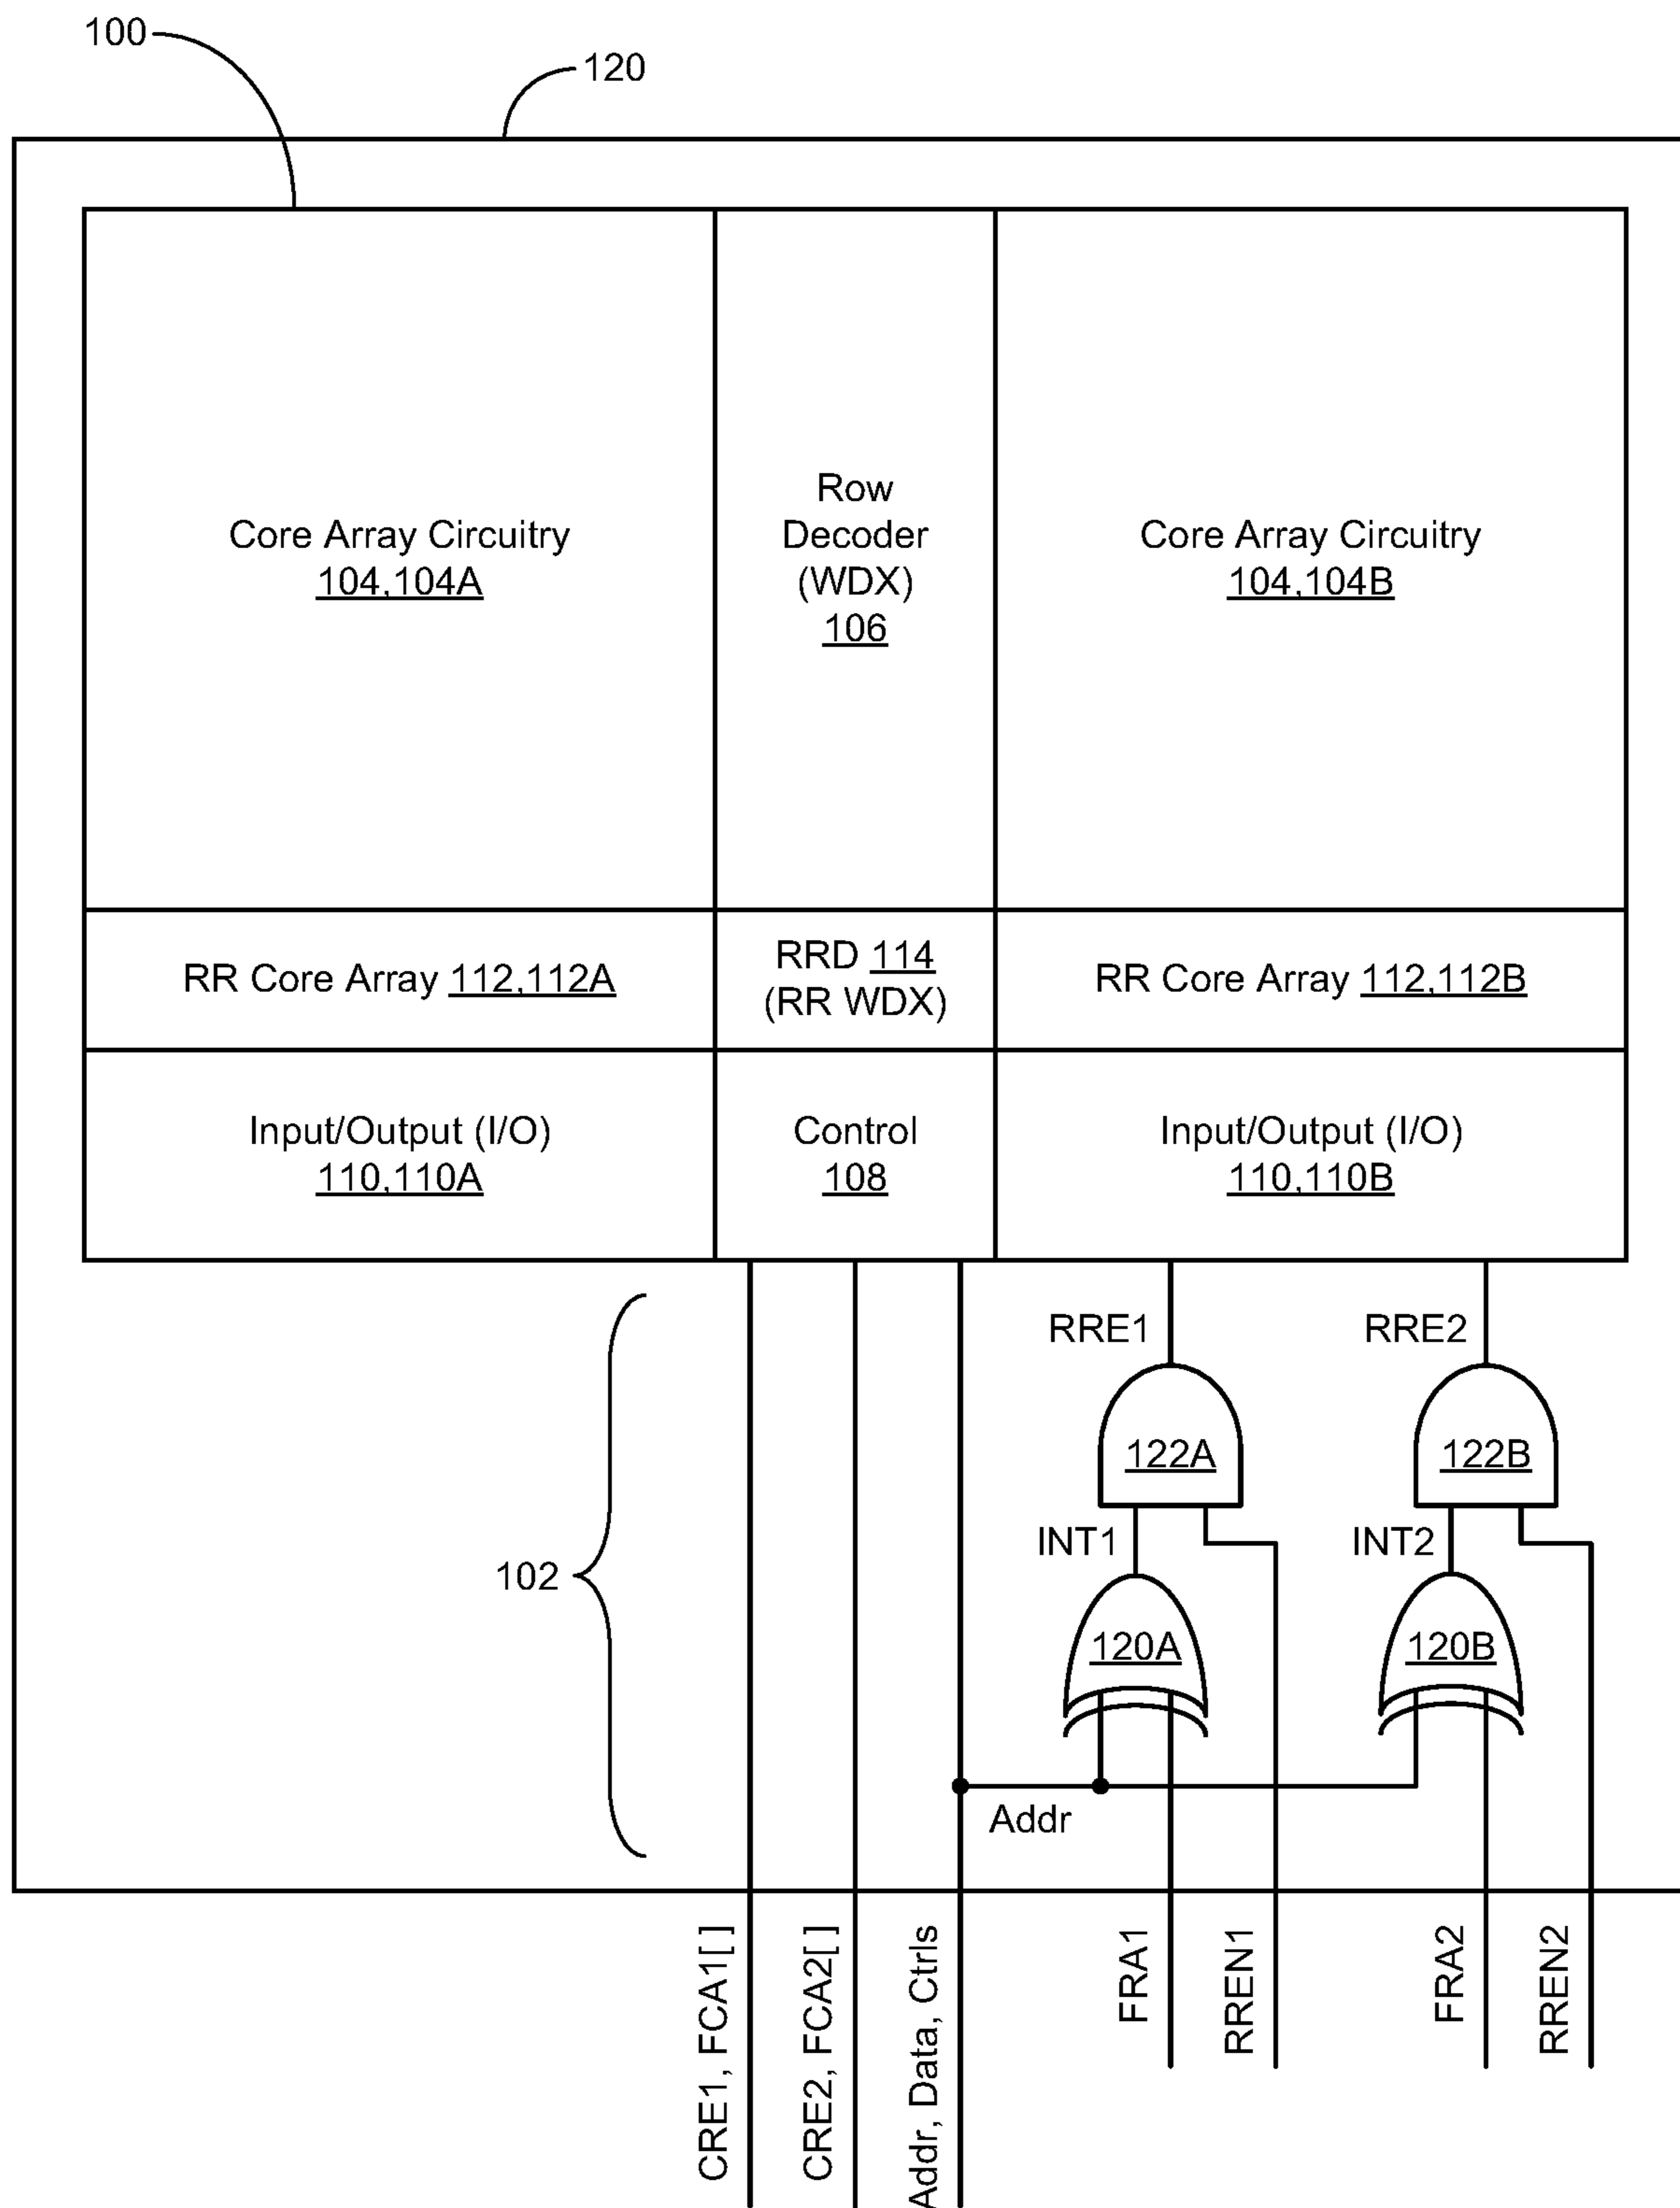 100
120
Core Array Circuitry
104,104A
Row
Decoder
(WDX)
106
Core Array Circuitry
104,104B
RR Core Array 112,112A
RRD 114
(RR WDX)
RR Core Array 112,112B
Input/Output (I/O)
110,110A
Control
108
Input/Output (I/O)
110,110B
RRE1
RRE2
122A
122B
INT1
INT2
102
120A
120B
Addr
CRE1, FCA1[ ]
CRE2, FCA2[ ]
Addr, Data, Ctrls
FRA1
RREN1
FRA2
RREN2